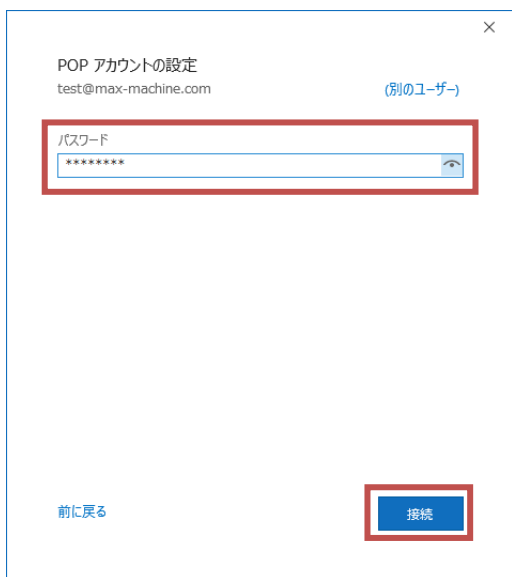 POP アカウントの設定
test@max-machine.com
(別のユーザー)
パスワード
********
前に戻る
接続